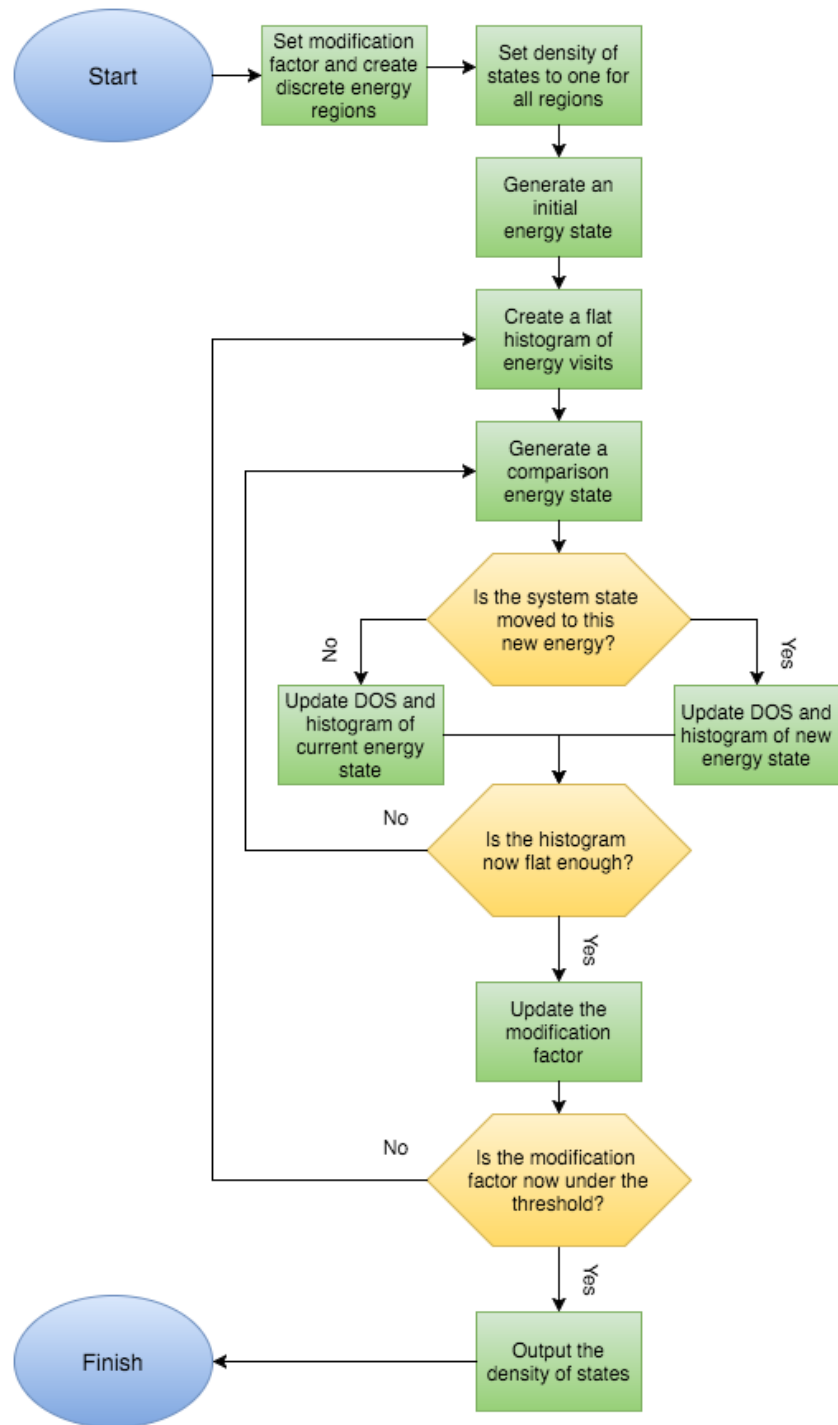 Start
Set modification
factor and create
discrete energy
regions
Set density of
states to one for
all regions
Generate an
initial
energy state
Create a flat
histogram of
energy visits
Generate a
comparison
energy state
Is the system state
moved to this
new energy?
No
Yes
Update DOS and
histogram of
current energy
state
Update DOS and
histogram of new
energy state
No
Is the histogram
now flat enough?
Yes
Update the
modification
factor
No
Is the modification
factor now under the
threshold?
Yes
Output the
density of states
Finish